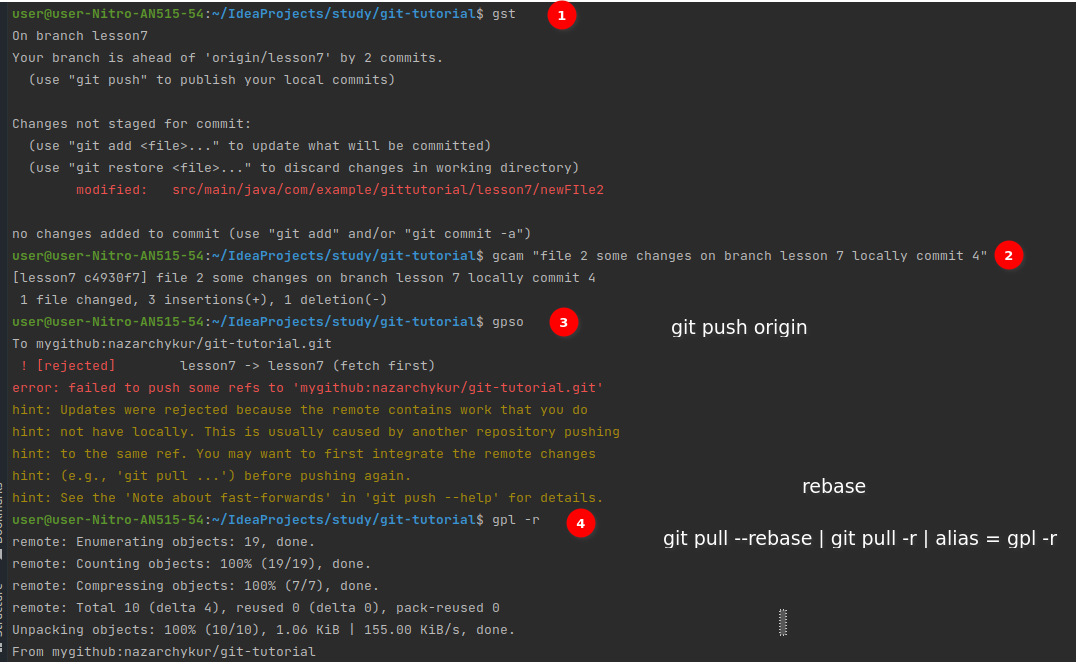 user@user-Nitro-AN515-54:~/IdeaProjects/study/git-tutorial$ gst 1
On branch lesson7
Your branch is ahead of 'origin/lesson7' by 2 commits.
(use "git push" to publish your local commits)
Changes not staged for commit:
(use "git add <file>..." to update what will be committed)
(use "git restore <file>..." to discard changes in working directory)
modified: src/main/java/com/example/gittutorial/lesson7/newFIle2
no changes added to commit (use "git add" and/or "git commit -a")
user@user-Nitro-AN515-54:~/IdeaProjects/study/git-tutorial$ gcam "file 2 some changes on branch lesson 7 locally commit 4" 2
[lesson7 c4930f7] file 2 some changes on branch lesson 7 locally commit 4
1 file changed, 3 insertions(+), 1 deletion(-)
user@user-Nitro-AN515-54:~/IdeaProjects/study/git-tutorial$ gpso 3 git push origin
To mygithub:nazarchykur/git-tutorial.git
! [rejected] lesson7 -> lesson7 (fetch first)
error: failed to push some refs to 'mygithub:nazarchykur/git-tutorial.git'
hint: Updates were rejected because the remote contains work that you do
hint: not have locally. This is usually caused by another repository pushing
hint: to the same ref. You may want to first integrate the remote changes
hint: (e.g., 'git pull ...') before pushing again.
rebase
hint: See the 'Note about fast-forwards' in 'git push --help' for details.
user@user-Nitro-AN515-54:~/IdeaProjects/study/git-tutorial$ gpl -r 4
git pull --rebase | git pull -r | alias = gpl -r
remote: Enumerating objects: 19, done.
remote: Counting objects: 100% (19/19), done.
remote: Compressing objects: 100% (7/7), done.
remote: Total 10 (delta 4), reused 0 (delta 0), pack-reused 0
Unpacking objects: 100% (10/10), 1.06 KiB | 155.00 KiB/s, done.
From mygithub:nazarchykur/git-tutorial